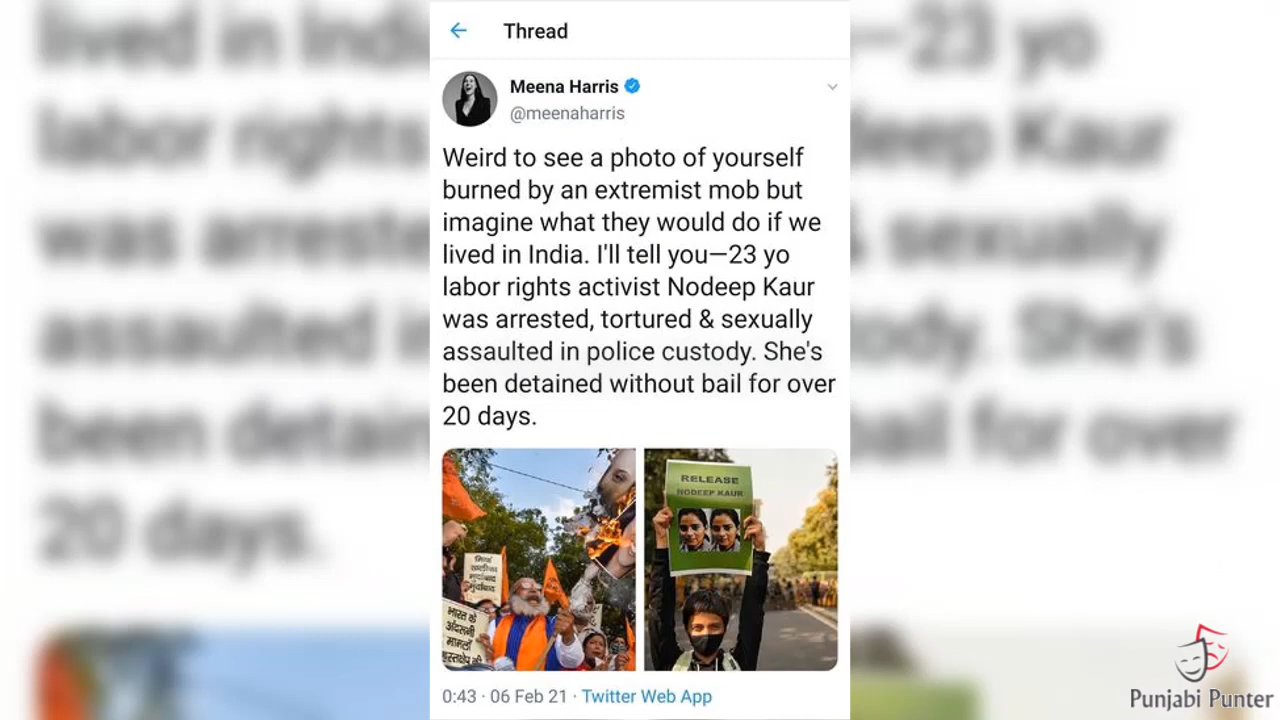 Thread
Meena Harris
@meenaharris
Weird to see a photo of yourself
burned by an extremist mob but
imagine what they would do if we
lived in India. I'll tell you—23 yo
labor rights activist Nodeep Kaur
was arrested, tortured & sexually
assaulted in police custody. She's
been detained without bail for over
20 days.
RELEASE
NODEEP KAUR
मुर्दाबाद
भारत के
अंदरूनी
मामलों
0:43 · 06 Feb 21 · Twitter Web App
Punjabi Punter